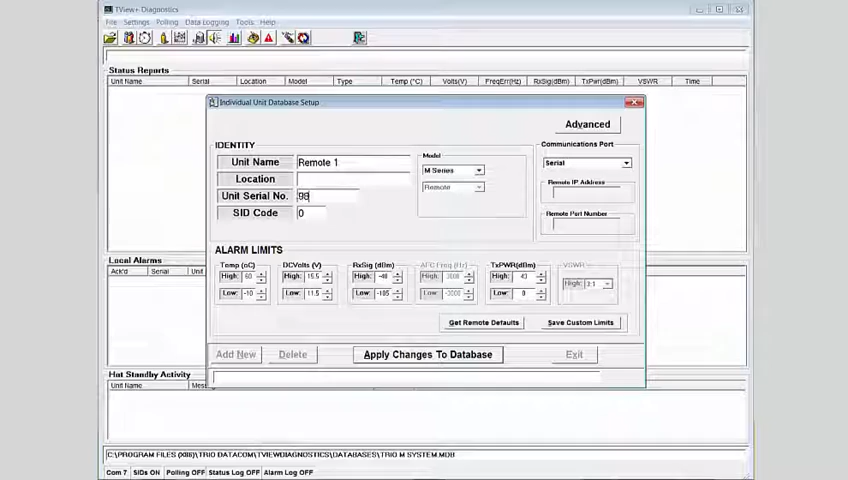 TView+ Diagnostics
File Settings Polling Data Logging Tools Help
Status Reports
Unit Name Serial Location Model Type Temp (°C) Volts(V) FreqErr(Hz) RxSig(dBm) TxPwr(dBm) VSWR Time
Individual Unit Database Setup
Advanced
IDENTITY
Unit Name Remote 1
Location
Unit Serial No. 98
SID Code 0
Model
M Series
Remote
Communications Port
Serial
Remote IP Address
Remote Port Number
ALARM LIMITS
Temp (oC) DCVolts (V) RxSig (dBm) AFC Freq (Hz) TxPWR(dBm) VSWR
High: 60 High: 15.5 High: -40 High: 3000 High: 43 High: 3:1
Low: -10 Low: 11.5 Low: -105 Low: -3000 Low: 0
Get Remote Defaults Save Custom Limits
Add New Delete Apply Changes To Database Exit
Local Alarms
Ack'd Serial Unit
Hot Standby Activity
Unit Name
C:\PROGRAM FILES (X86)\TRIO DATACOM\TVIEWDIAGNOSTICS\DATABASES\TRIO M SYSTEM.MDB
Com 7 SIDs ON Polling OFF Status Log OFF Alarm Log OFF